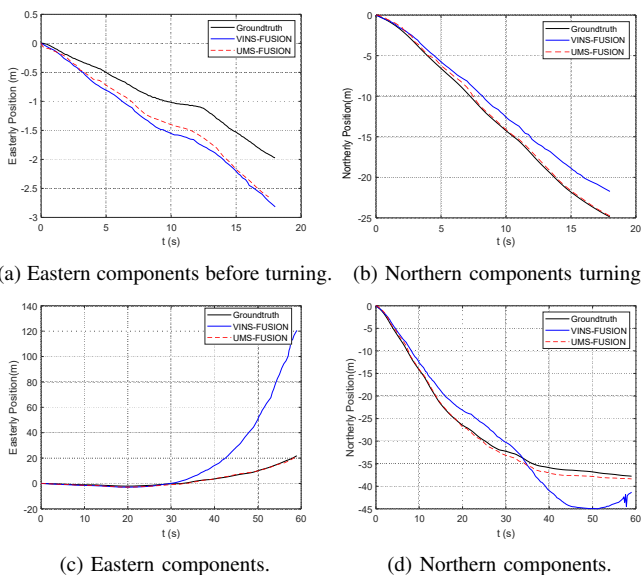 0.5
0
-0.5
-1
-1.5
-2
-2.5
-3
Easterly Position (m)
Groundtruth
VINS-FUSION
UMS-FUSION
0 5 10 15 20
t (s)
0
-5
-10
-15
-20
-25
Northerly Position(m)
Groundtruth
VINS-FUSION
UMS-FUSION
0 5 10 15 20
t (s)
a) Eastern components before turning.
(b) Northern components turning
140
120
100
80
60
40
20
0
-20
Easterly Position(m)
Groundtruth
VINS-FUSION
UMS-FUSION
0 10 20 30 40 50 60
t (s)
0
-5
-10
-15
-20
-25
-30
-35
-40
-45
Northerly Position(m)
Groundtruth
VINS-FUSION
UMS-FUSION
0 10 20 30 40 50 60
t (s)
(c) Eastern components.
(d) Northern components.